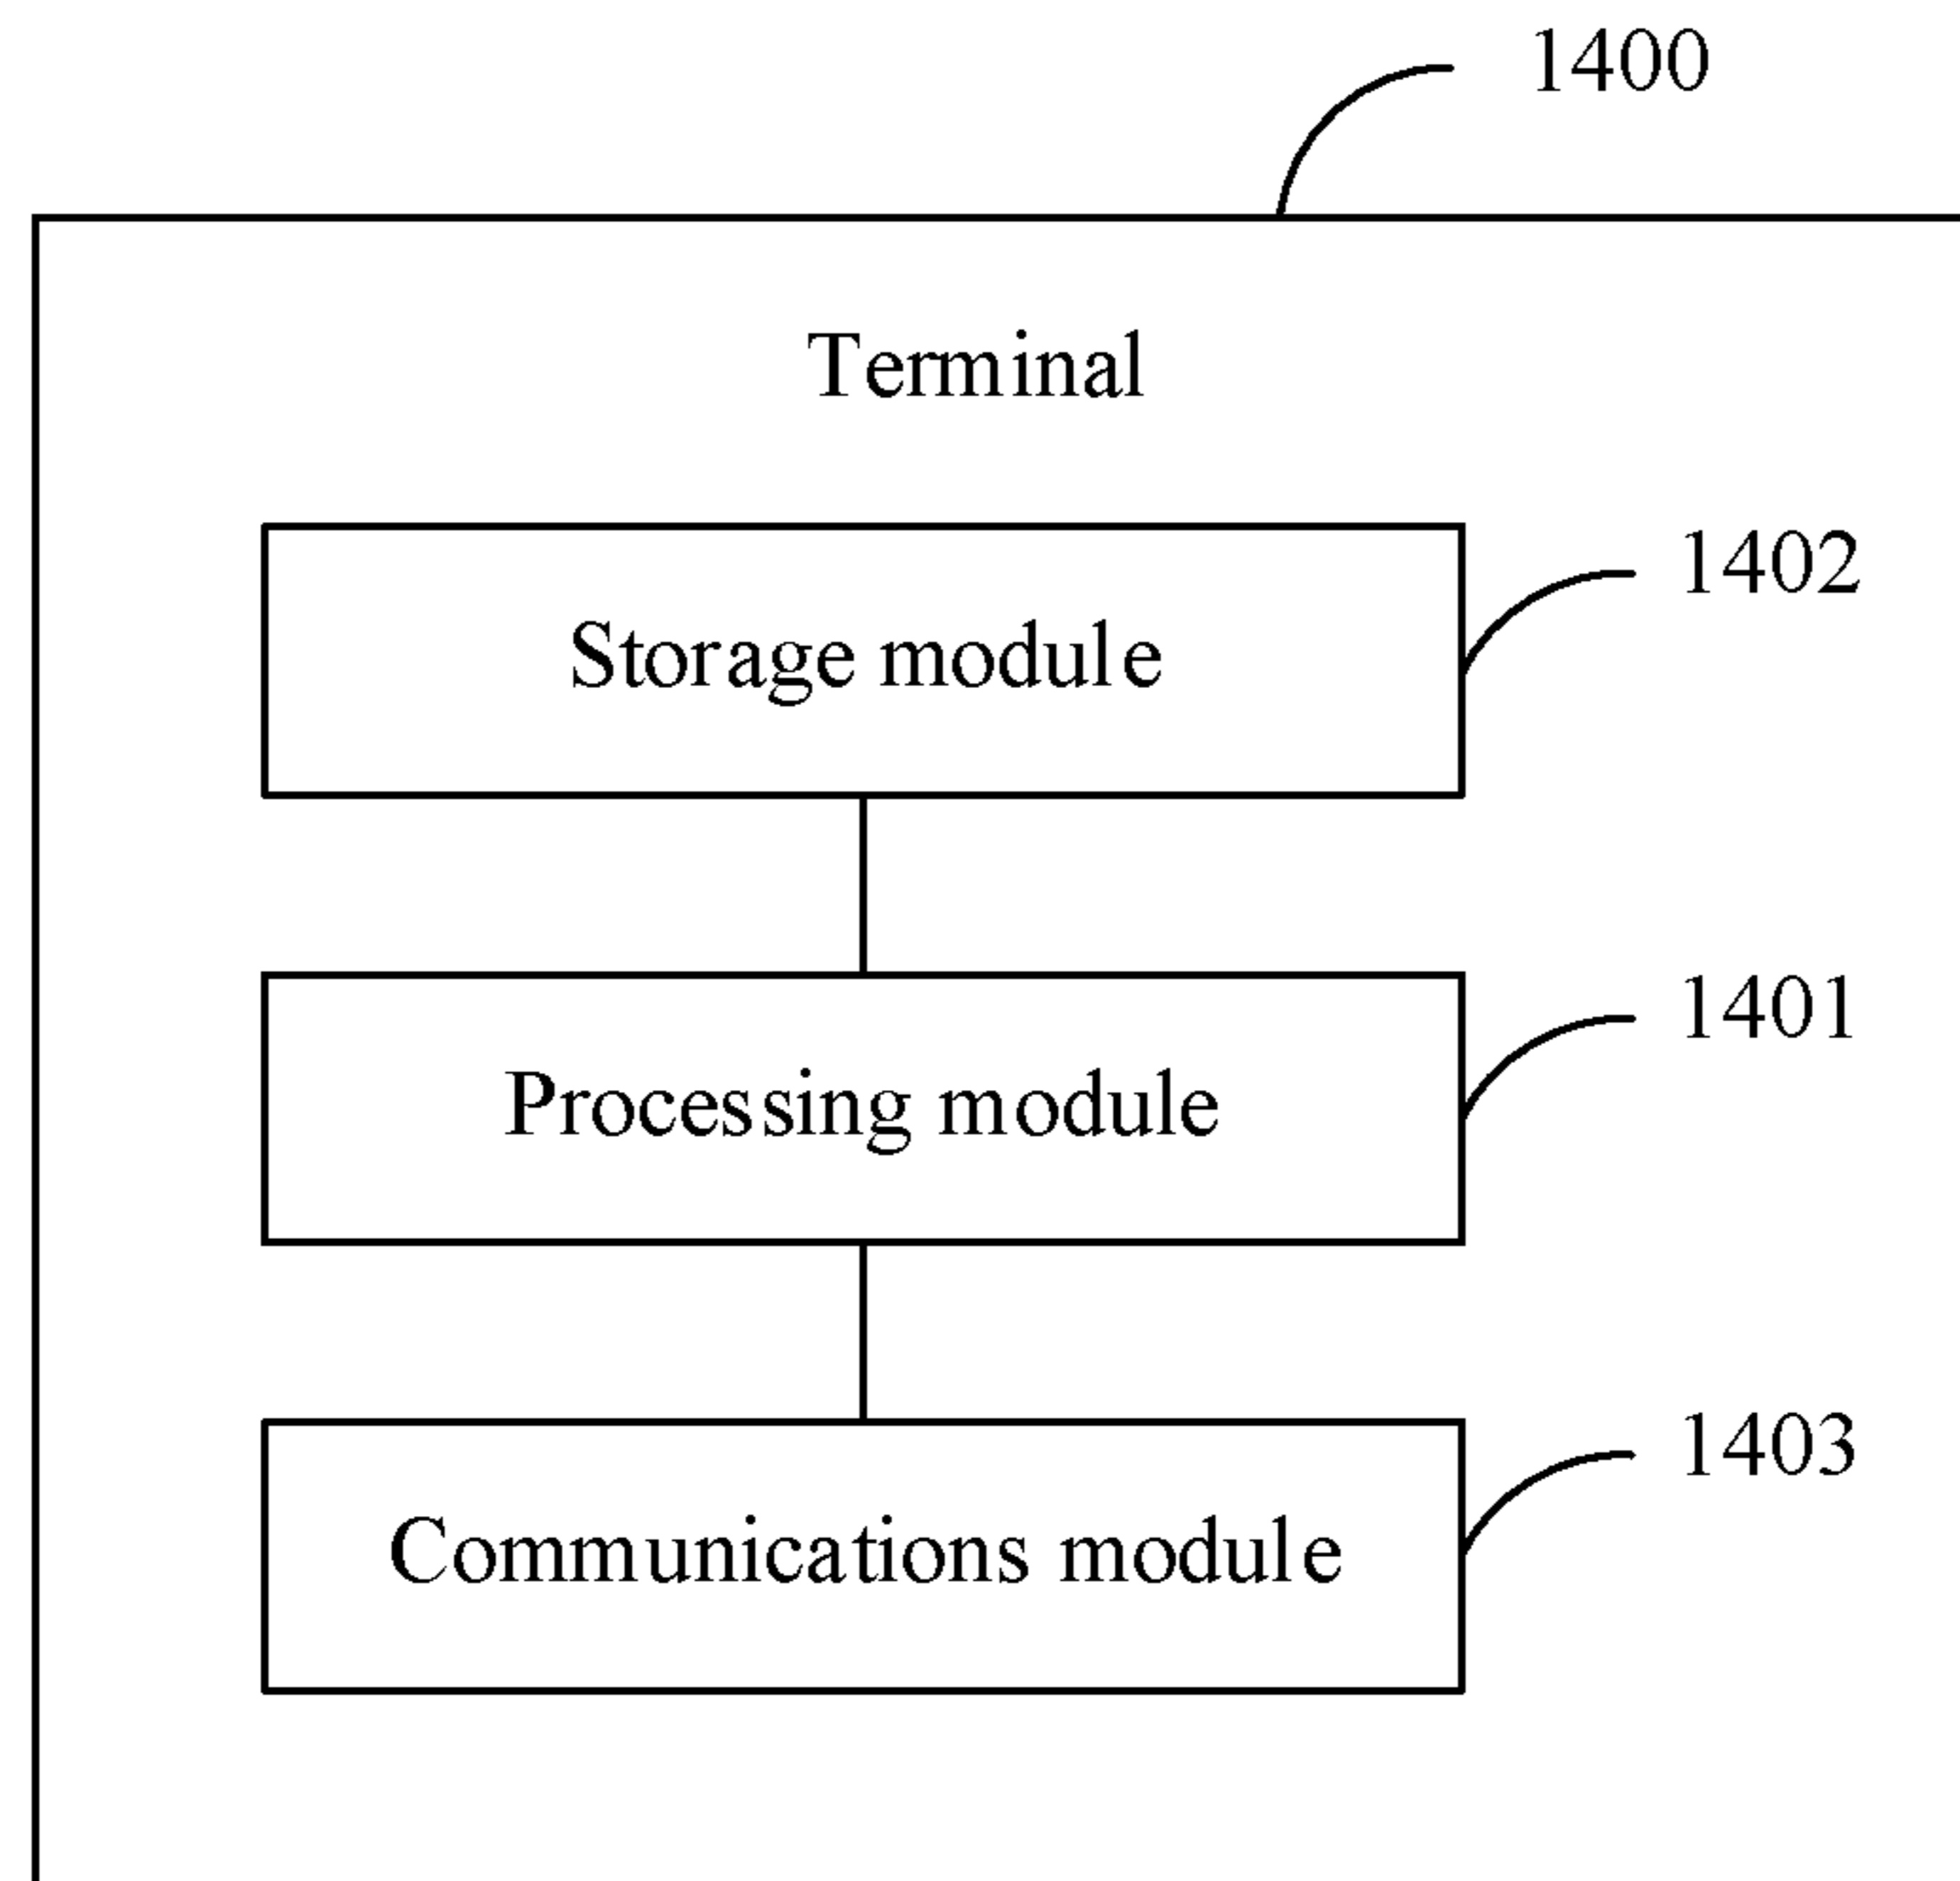 1400
Terminal
1402
Storage module
1401
Processing module
1403
Communications module